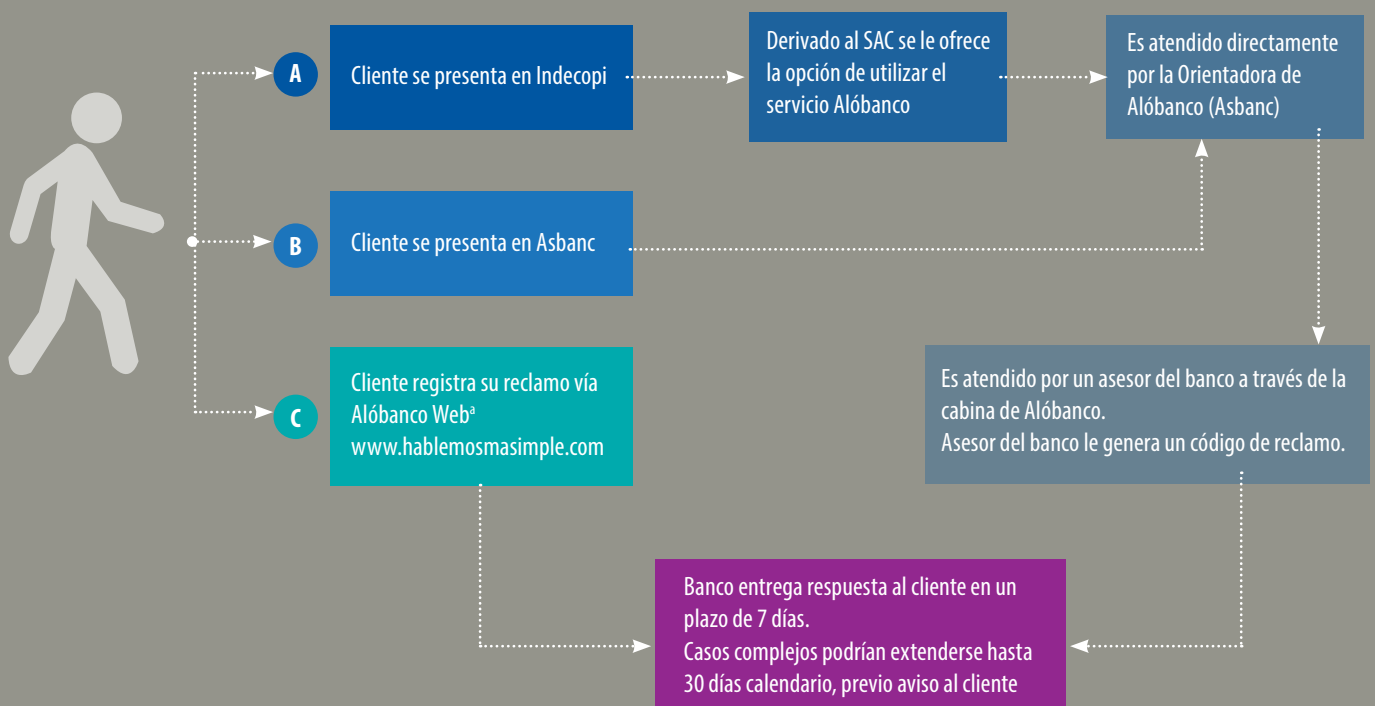 A
Cliente se presenta en Indecopi
Derivado al SAC se le ofrece
la opción de utilizar el
servicio Alóbanco
Es atendido directamente
por la Orientadora de
Alóbanco (Asbanc)
B
Cliente se presenta en Asbanc
C
Cliente registra su reclamo vía
Alóbanco Webª
www.hablemosmasimple.com
Es atendido por un asesor del banco a través de la
cabina de Alóbanco.
Asesor del banco le genera un código de reclamo.
Banco entrega respuesta al cliente en un
plazo de 7 días.
Casos complejos podrían extenderse hasta
30 días calendario, previo aviso al cliente